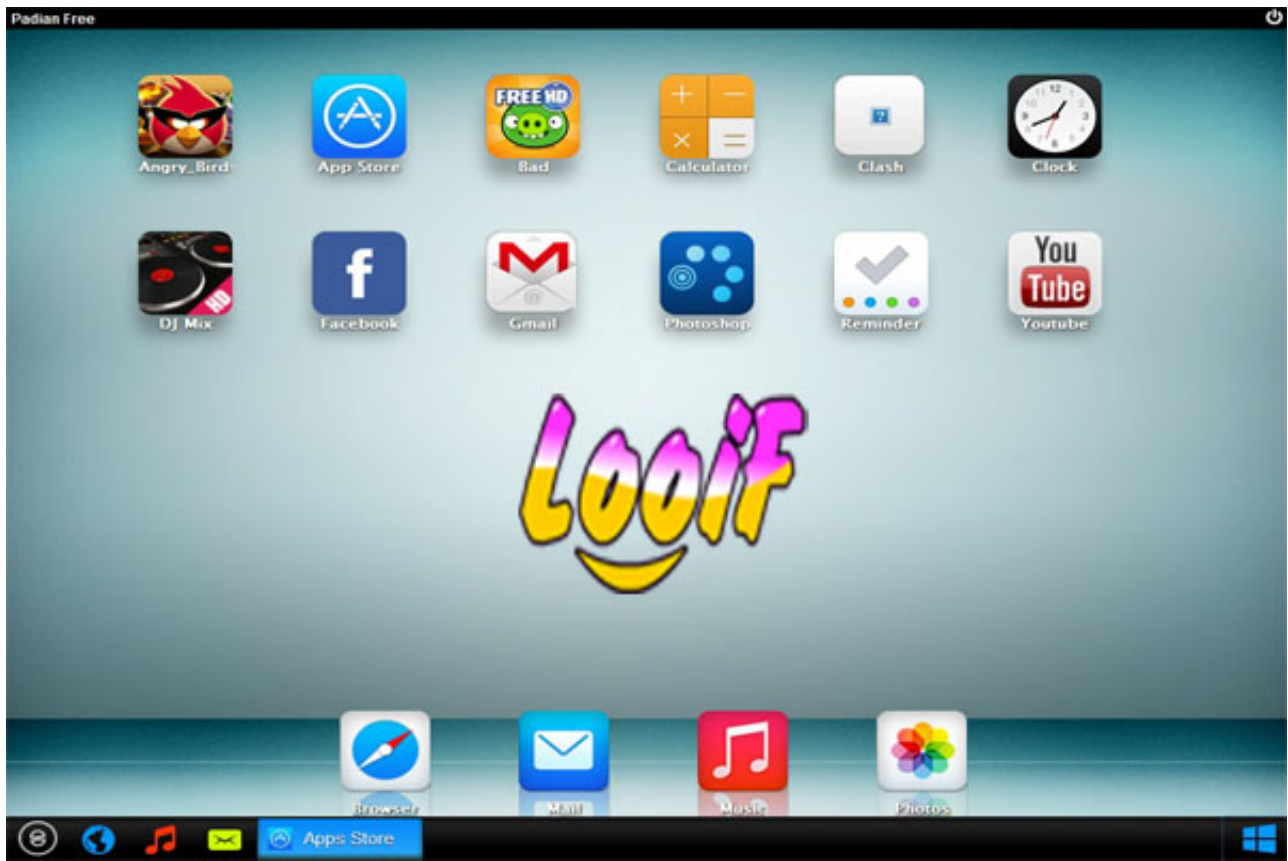 Padian Free
Angry_Bird
App Store
FREE HD
Bad
Calculator
Clash
12
Clock
HD
DJ Mix
f
Facebook
Gmail
Photoshop
Reminder
You
Tube
Youtube
LooiF
Browser
Mail
Music
Photos
Apps Store